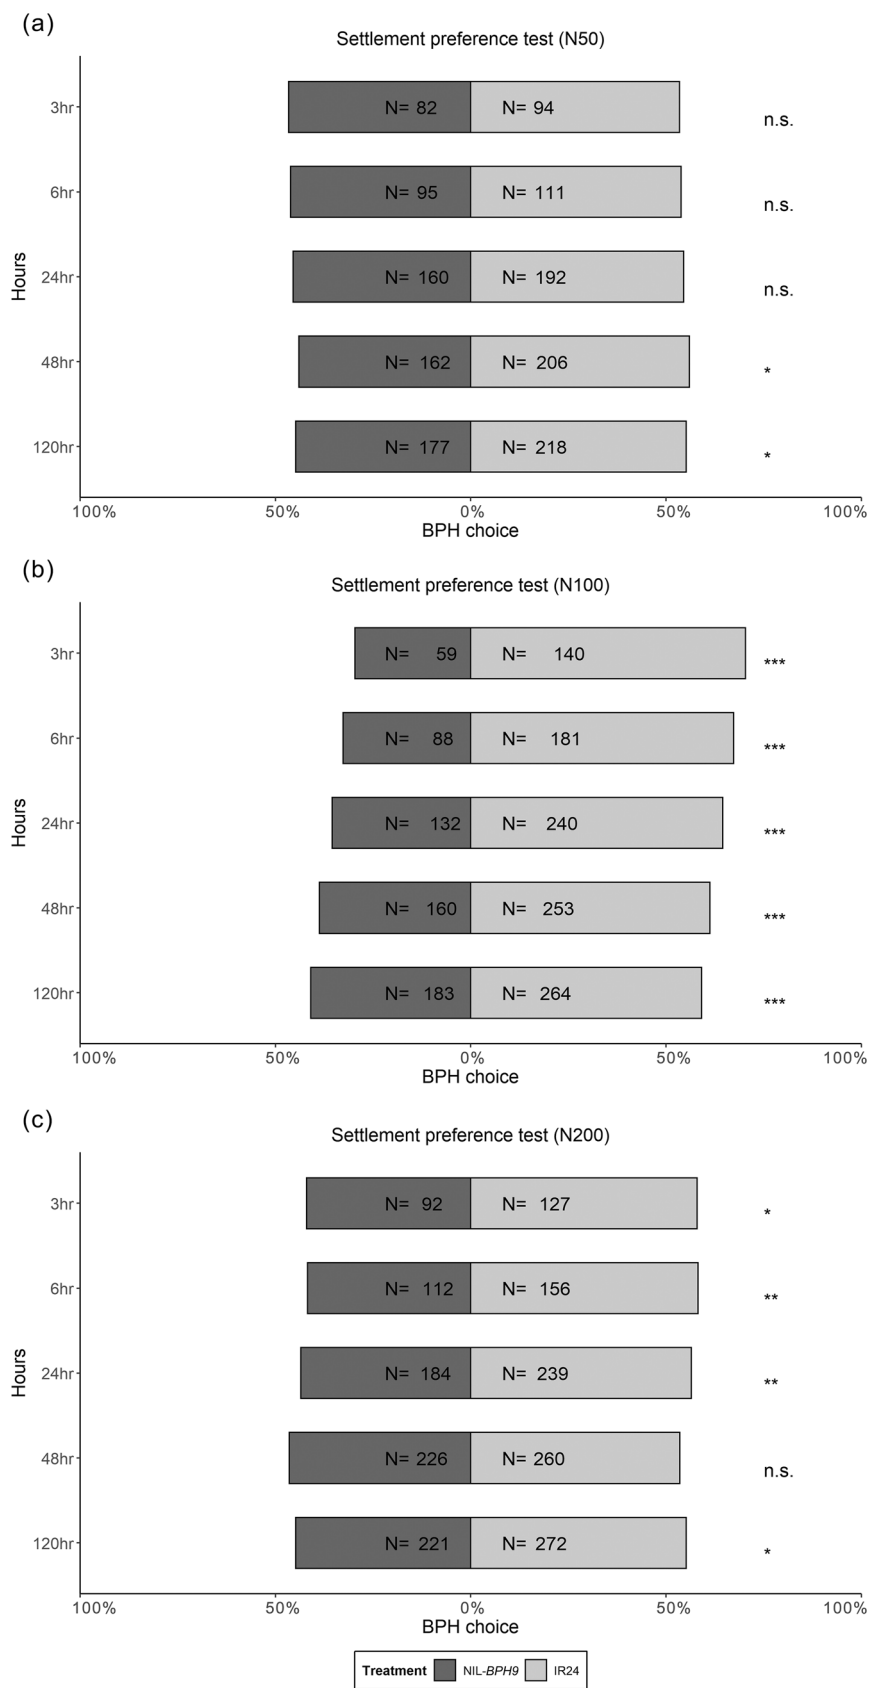 (a)
Settlement preference test (N50)
3hr N= 82 N= 94 n.s.
6hr N= 95 N= 111 n.s.
24hr N= 160 N= 192 n.s.
48hr N= 162 N= 206 *
120hr N= 177 N= 218 *
Hours
100% 50% 0% 50% 100%
BPH choice
(b)
Settlement preference test (N100)
3hr N= 59 N= 140 ***
6hr N= 88 N= 181 ***
24hr N= 132 N= 240 ***
48hr N= 160 N= 253 ***
120hr N= 183 N= 264 ***
Hours
100% 50% 0% 50% 100%
BPH choice
(c)
Settlement preference test (N200)
3hr N= 92 N= 127 *
6hr N= 112 N= 156 **
24hr N= 184 N= 239 **
48hr N= 226 N= 260 n.s.
120hr N= 221 N= 272 *
Hours
100% 50% 0% 50% 100%
BPH choice
Treatment NIL-BPH9 IR24